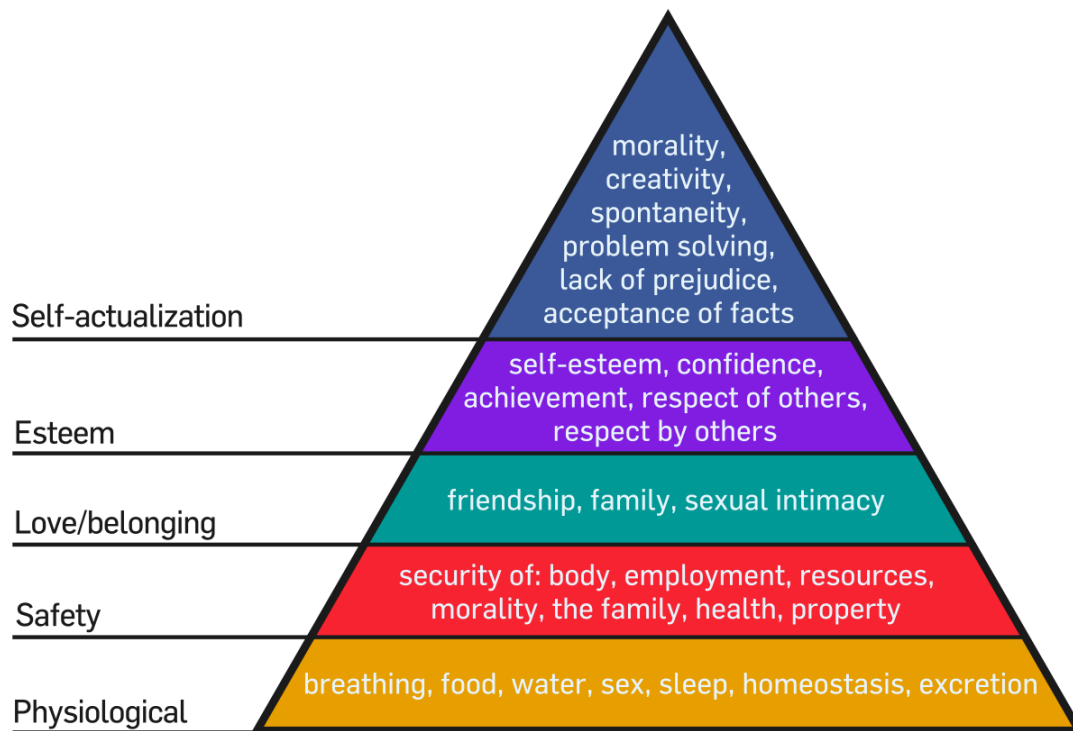 morality,
creativity,
spontaneity,
problem solving,
lack of prejudice,
acceptance of facts
Self-actualization
self-esteem, confidence,
achievement, respect of others,
respect by others
Esteem
friendship, family, sexual intimacy
Love/belonging
security of: body, employment, resources,
morality, the family, health, property
Safety
breathing, food, water, sex, sleep, homeostasis, excretion
Physiological